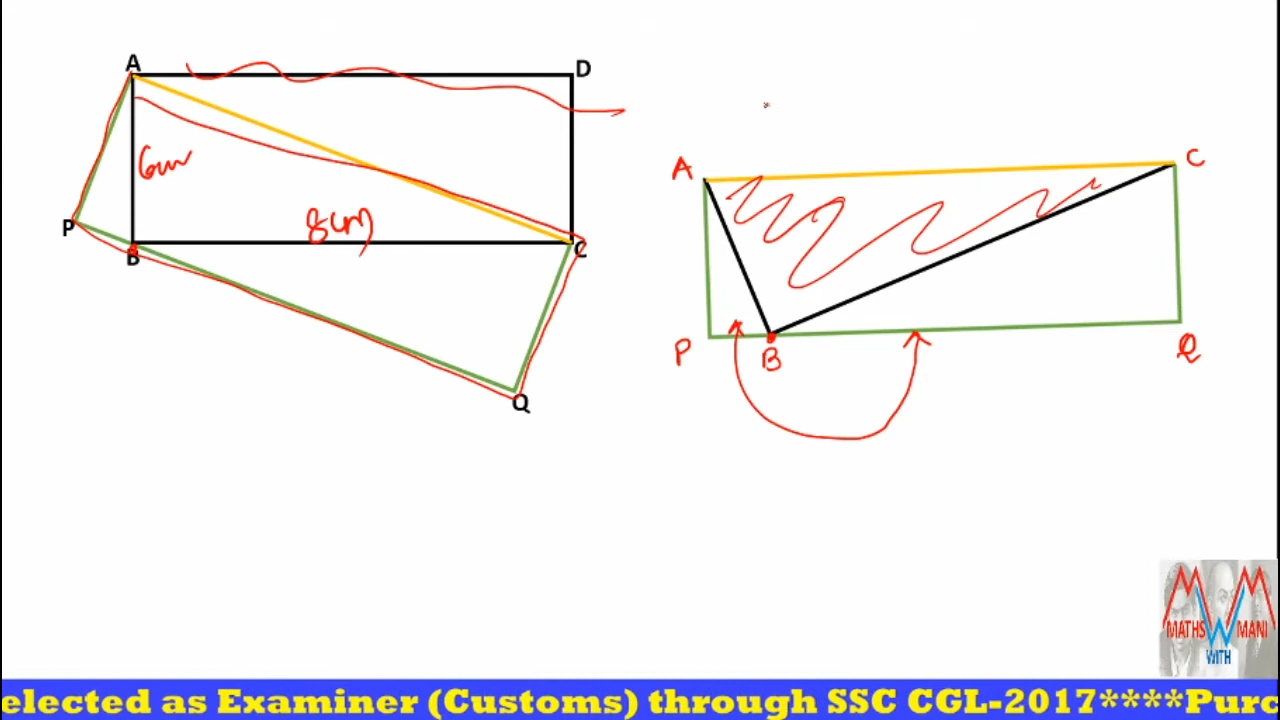 A
D
6cm
P
8cm
B
C
Q
A
C
P
B
Q
MATHS MANI
WITH
elected as Examiner (Customs) through SSC CGL-2017****Purc